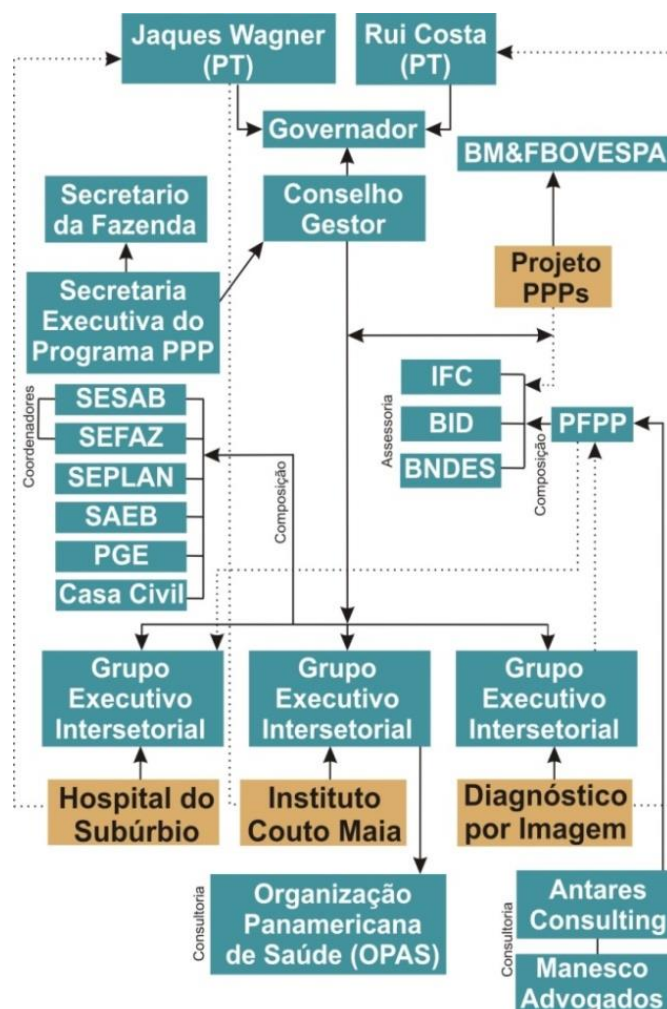 Jaques Wagner
(PT)
Rui Costa
(PT)
Governador
BM&FBOVESPA
Secretario
da Fazenda
Conselho
Gestor
Projeto
PPPs
Secretaria
Executiva do
Programa PPP
Coordenadores
SESAB
SEFAZ
SEPLAN
SAEB
PGE
Casa Civil
Composição
Assessoria
IFC
BID
BNDES
Composição
PFPP
Grupo
Executivo
Intersetorial
Grupo
Executivo
Intersetorial
Grupo
Executivo
Intersetorial
Hospital do
Subúrbio
Instituto
Couto Maia
Diagnóstico
por Imagem
Consultoria
Organização
Panamericana
de Saúde (OPAS)
Consultoria
Antares
Consulting
Manesco
Advogados